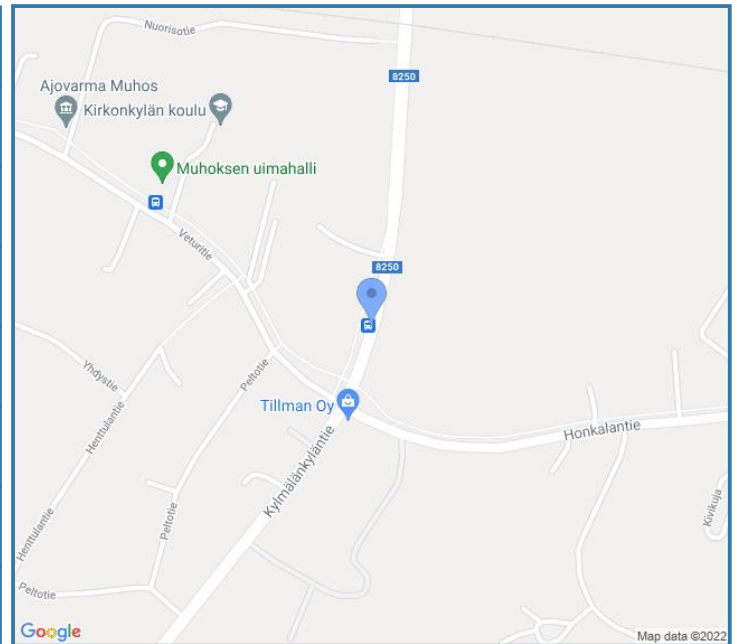 Nuorisotie
8250
Ajovarma Muhos
Kirkonkylän koulu
Muhoksen uimahalli
Veturitie
8250
Yhdystie
Peltotie
Henttulantie
Tillman Oy
Kylmälänkyläntie
Honkalantie
Kivikuja
Peltotie
Henttulantie
Peltotie
Google
Map data ©2022